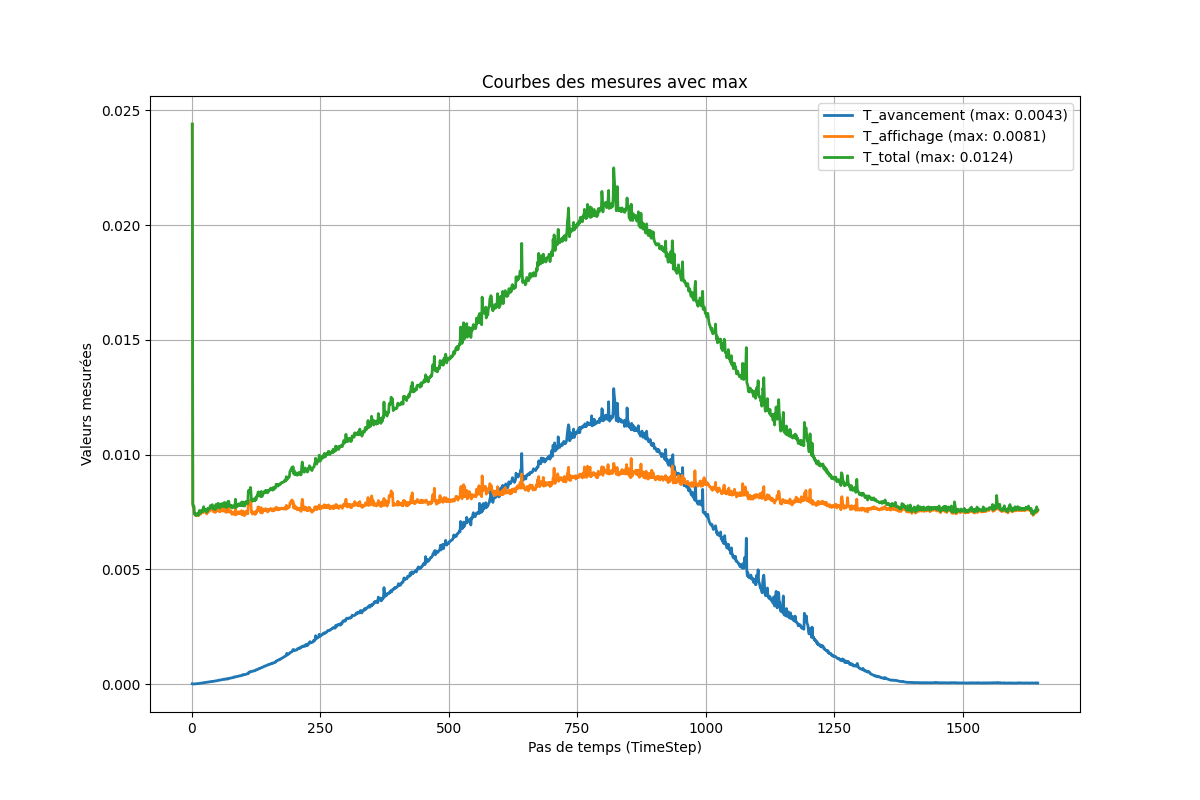 Courbes des mesures avec max
T_avancement (max: 0.0043)
T_affichage (max: 0.0081)
T_total (max: 0.0124)
Valeurs mesurées
0.025
0.020
0.015
0.010
0.005
0.000
0 250 500 750 1000 1250 1500
Pas de temps (TimeStep)